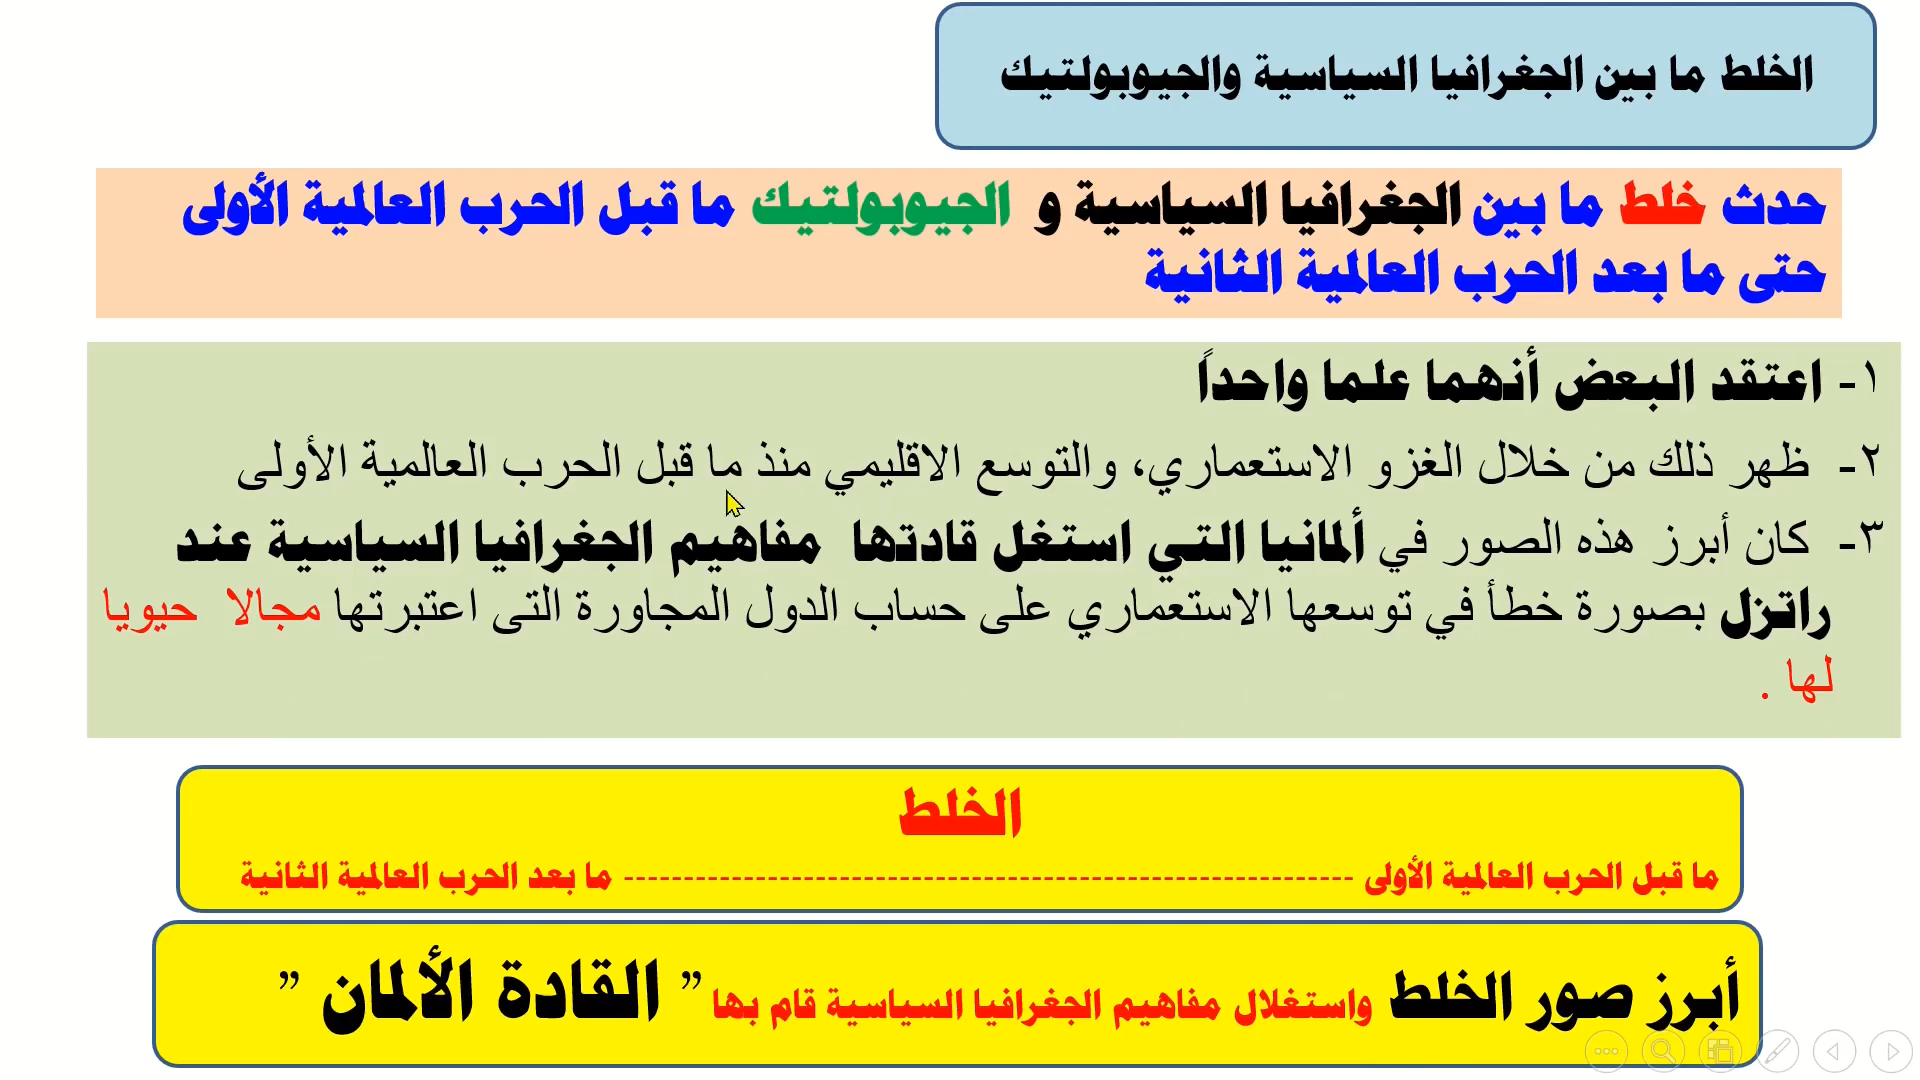 الخلط ما بين الجغرافيا السياسية والجيوبولتيك
حدث خلط ما بين الجغرافيا السياسية و الجيوبولتيك ما قبل الحرب العالمية الأولى
حتى ما بعد الحرب العالمية الثانية
١- اعتقد البعض أنهما علما واحداً
٢- ظهر ذلك من خلال الغزو الاستعماري، والتوسع الاقليمي منذ ما قبل الحرب العالمية الأولى
٣- كان أبرز هذه الصور في ألمانيا التي استغل قادتها مفاهيم الجغرافيا السياسية عند
راتزل بصورة خطأ في توسعها الاستعماري على حساب الدول المجاورة التى اعتبرتها مجالا حيويا
لها .
الخلط
ما قبل الحرب العالمية الأولى ------------------------------------------------------------- ما بعد الحرب العالمية الثانية
أبرز صور الخلط واستغلال مفاهيم الجغرافيا السياسية قام بها ” القادة الألمان ”